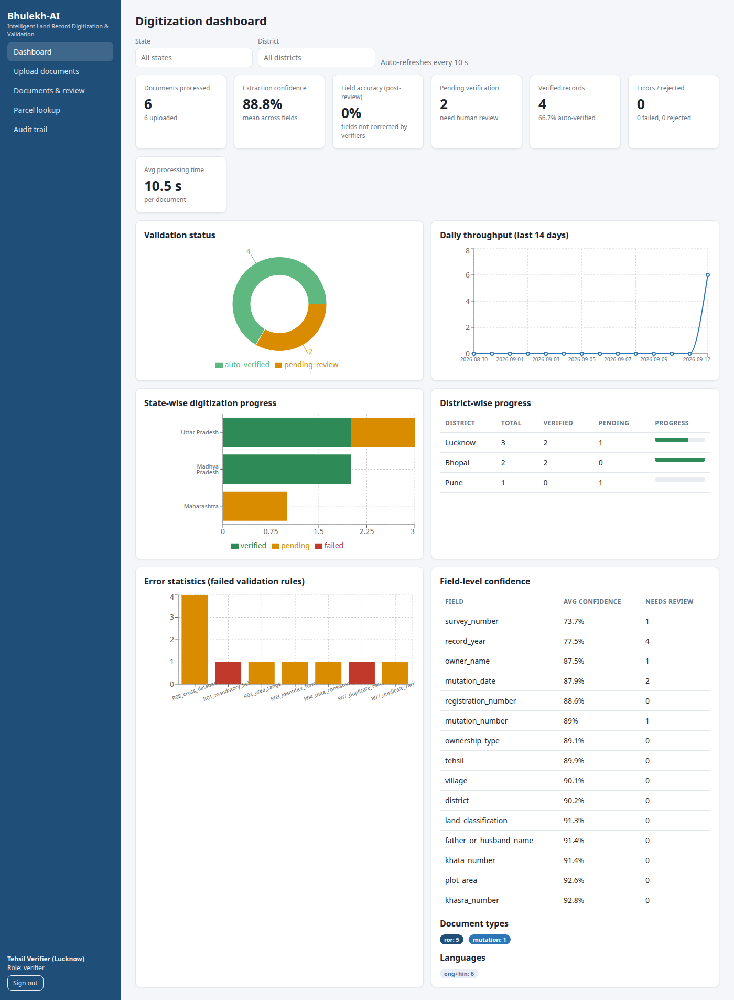 Bhulekh-AI
Intelligent Land Record Digitization &
Validation
Dashboard
Upload documents
Documents & review
Parcel lookup
Audit trail
Tehsil Verifier (Lucknow)
Role: verifier
Sign out
Digitization dashboard
State
District
All states
All districts
Auto-refreshes every 10 s
Documents processed
6
6 uploaded
Extraction confidence
88.8%
mean across fields
Field accuracy (post-
review)
0%
fields not corrected by
verifiers
Pending verification
2
need human review
Verified records
4
66.7% auto-verified
Errors / rejected
0
0 failed, 0 rejected
Avg processing time
10.5 s
per document
Validation status
4
2
auto_verified pending_review
Daily throughput (last 14 days)
8
6
4
2
0
2026-08-30 2026-09-01 2026-09-03 2026-09-05 2026-09-07 2026-09-09 2026-09-12
State-wise digitization progress
Uttar Pradesh
Madhya
Pradesh
Maharashtra
0 0.75 1.5 2.25 3
verified pending failed
District-wise progress
DISTRICT TOTAL VERIFIED PENDING PROGRESS
Lucknow 3 2 1
Bhopal 2 2 0
Pune 1 0 1
Error statistics (failed validation rules)
4
3
2
1
0
R08_cross_databas
R01_mandatory_fiel
R02_area_range
R03_identifier_form
R04_date_consisten
R07_duplicate_reco
R07_duplicate_reco
Field-level confidence
FIELD AVG CONFIDENCE NEEDS REVIEW
survey_number 73.7% 1
record_year 77.5% 4
owner_name 87.5% 1
mutation_date 87.9% 2
registration_number 88.6% 0
mutation_number 89% 1
ownership_type 89.1% 0
tehsil 89.9% 0
village 90.1% 0
district 90.2% 0
land_classification 91.3% 0
father_or_husband_name 91.4% 0
khata_number 91.4% 0
plot_area 92.6% 0
khasra_number 92.8% 0
Document types
ror: 5 mutation: 1
Languages
eng+hin: 6